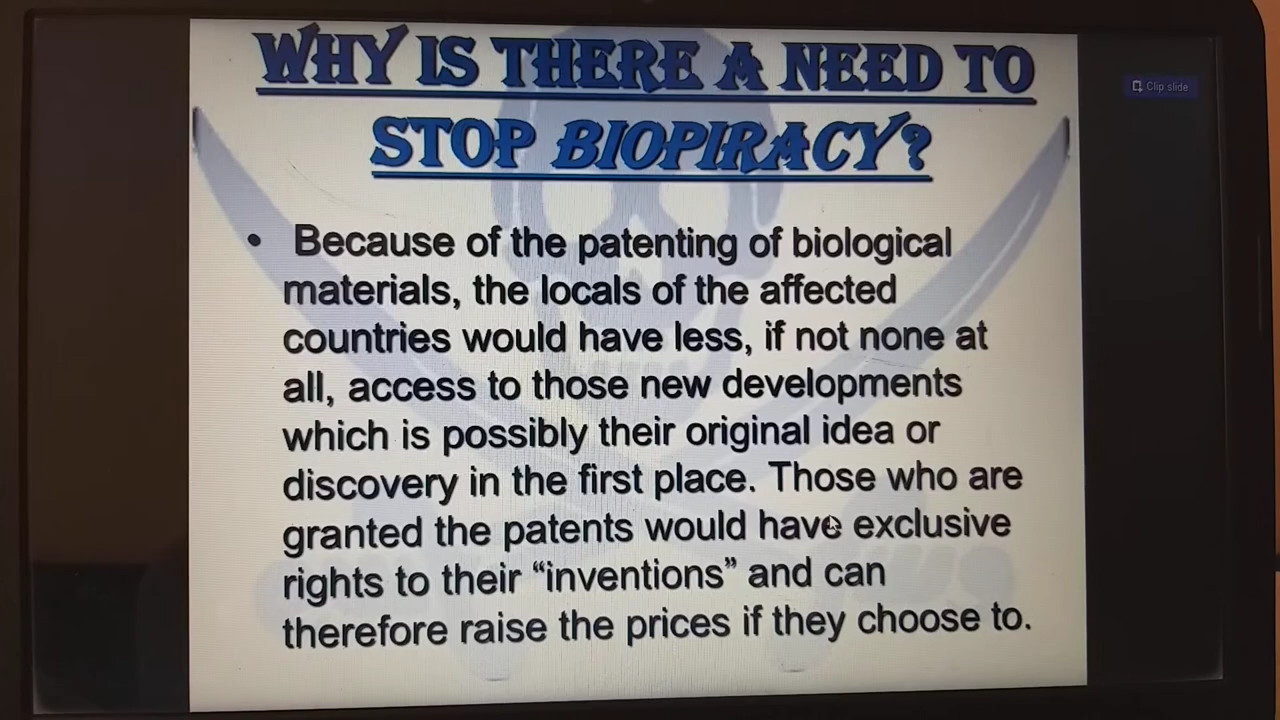 WHY IS THERE A NEED TO
STOP BIOPIRACY?
Clip slide
• Because of the patenting of biological
materials, the locals of the affected
countries would have less, if not none at
all, access to those new developments
which is possibly their original idea or
discovery in the first place. Those who are
granted the patents would have exclusive
rights to their “inventions” and can
therefore raise the prices if they choose to.